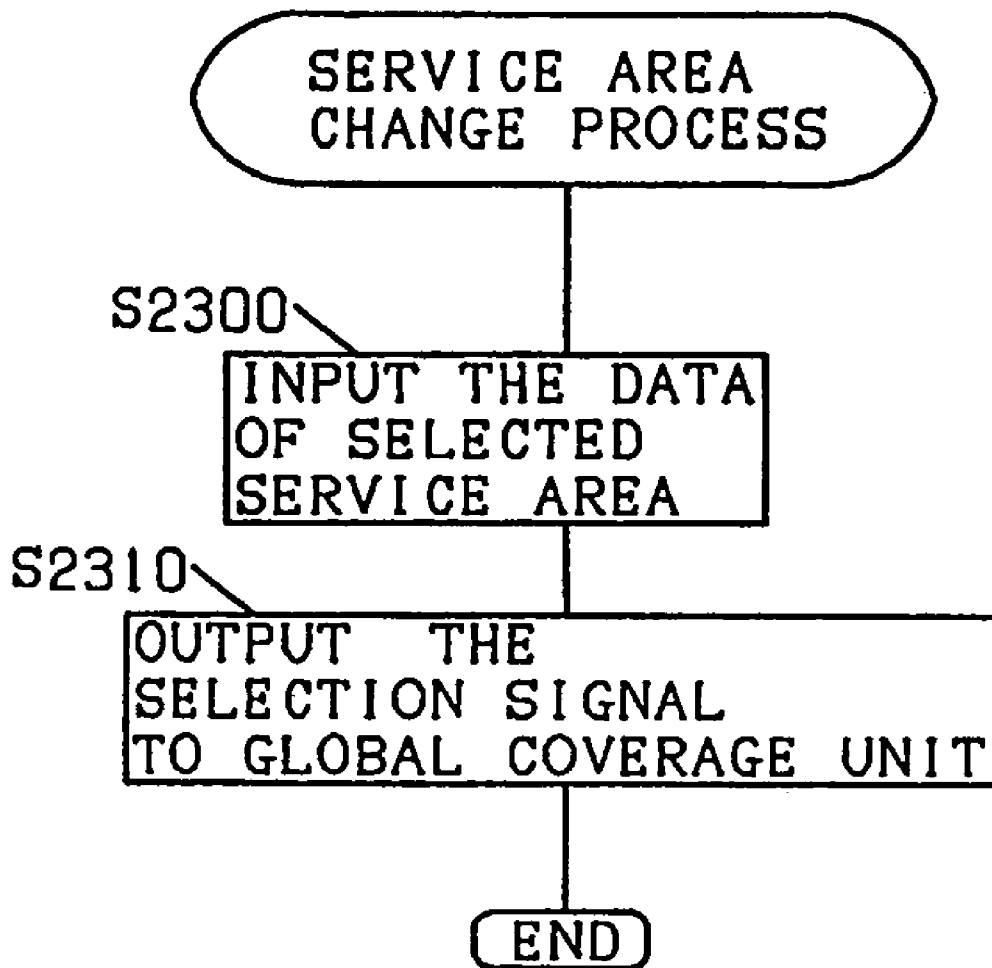 SERVICE AREA
CHANGE PROCESS
S2300
INPUT THE DATA
OF SELECTED
SERVICE AREA
S2310
OUTPUT THE
SELECTION SIGNAL
TO GLOBAL COVERAGE UNIT
END